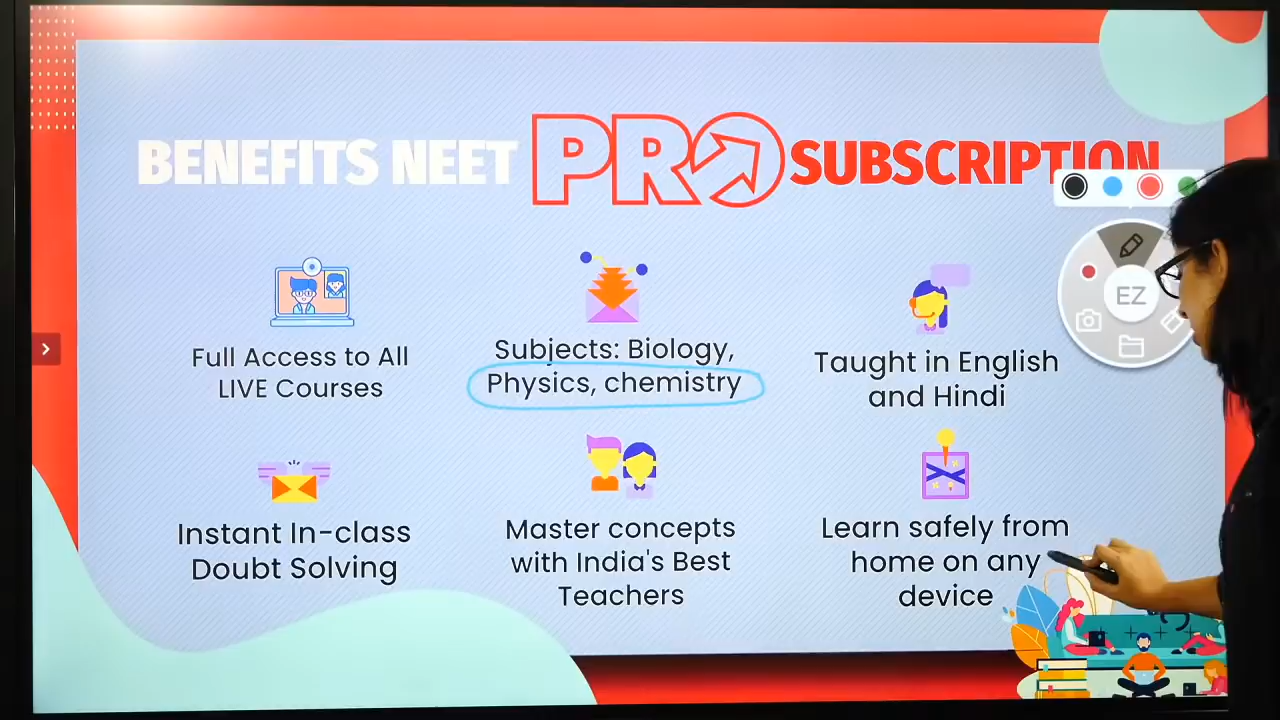 BENEFITS NEET PRO SUBSCRIPTION
EZ
Full Access to All
LIVE Courses
Subjects: Biology,
Physics, chemistry
Taught in English
and Hindi
Instant In-class
Doubt Solving
Master concepts
with India's Best
Teachers
Learn safely from
home on any
device